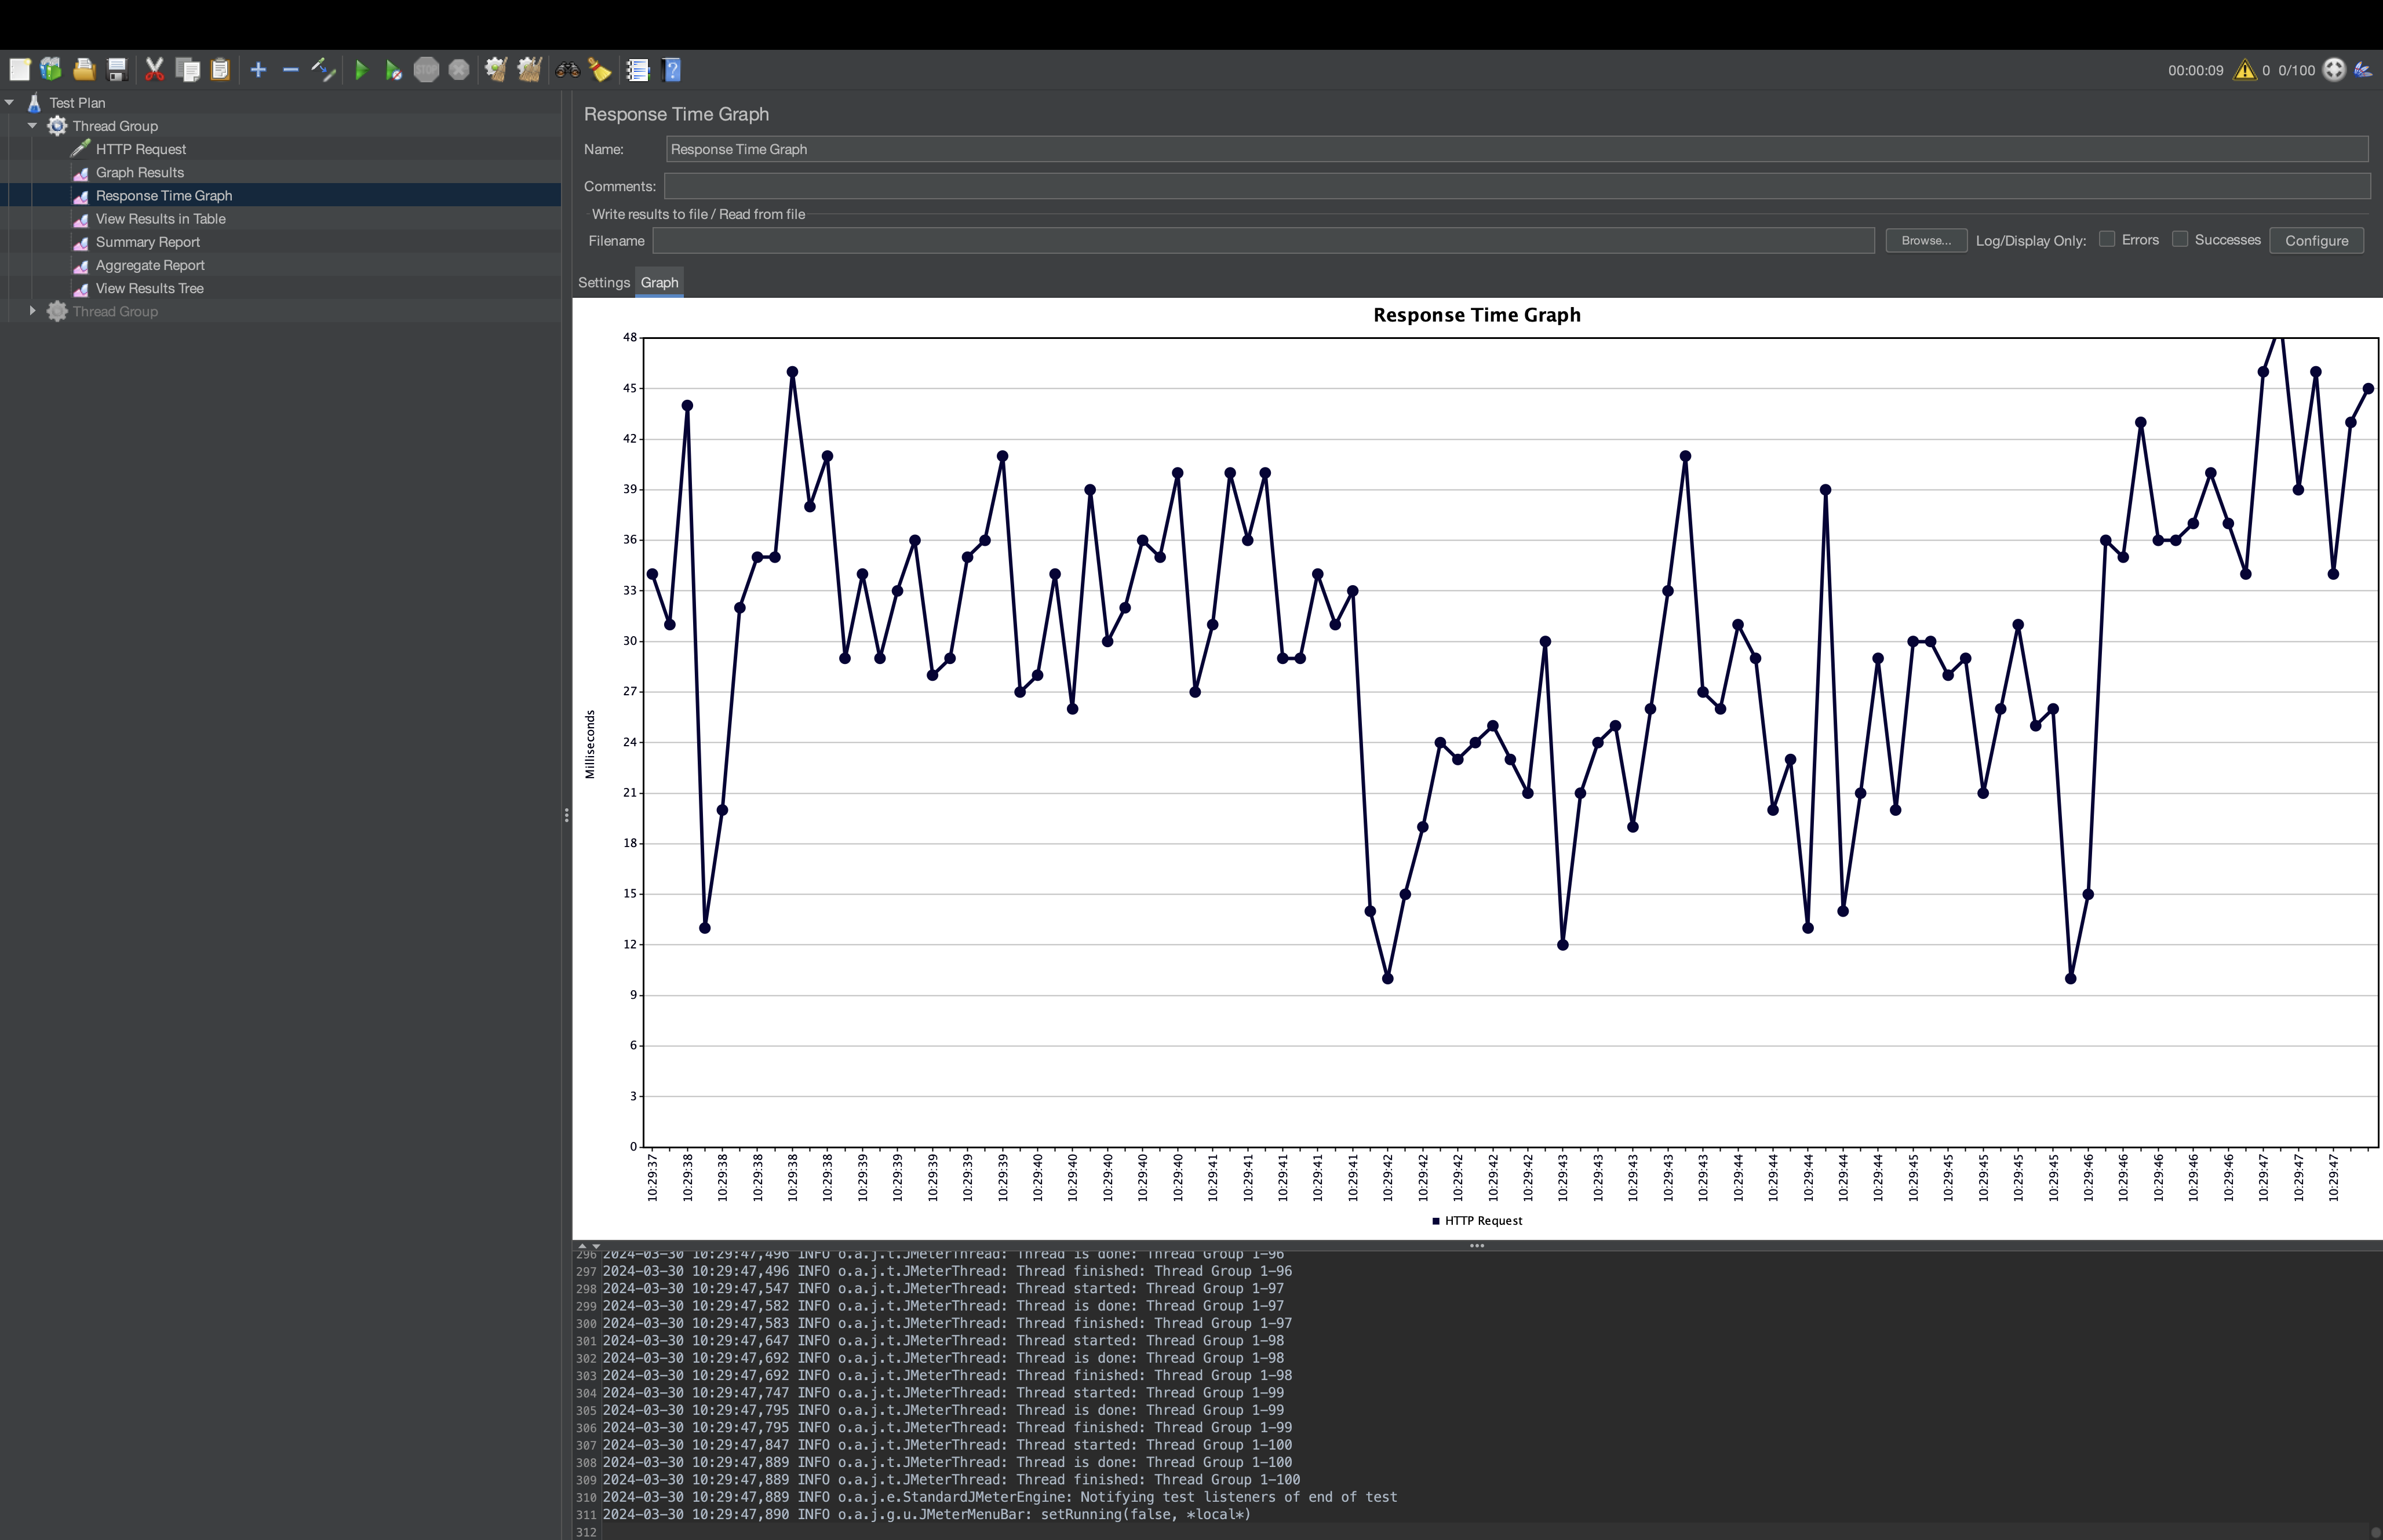 STOP
00:00:09 0 0/100
Test Plan
Thread Group
HTTP Request
Graph Results
Response Time Graph
View Results in Table
Summary Report
Aggregate Report
View Results Tree
Thread Group
Response Time Graph
Name: Response Time Graph
Comments:
Write results to file / Read from file
Filename Browse... Log/Display Only: Errors Successes Configure
Settings Graph
Response Time Graph
48
45
42
39
36
33
30
27
24
21
18
15
12
9
6
3
0
Milliseconds
10:29:37 10:29:38 10:29:38 10:29:38 10:29:38 10:29:38 10:29:39 10:29:39 10:29:39 10:29:39 10:29:39 10:29:40 10:29:40 10:29:40 10:29:40 10:29:40 10:29:41 10:29:41 10:29:41 10:29:41 10:29:41 10:29:42 10:29:42 10:29:42 10:29:42 10:29:42 10:29:43 10:29:43 10:29:43 10:29:43 10:29:43 10:29:44 10:29:44 10:29:44 10:29:44 10:29:44 10:29:45 10:29:45 10:29:45 10:29:45 10:29:45 10:29:46 10:29:46 10:29:46 10:29:46 10:29:46 10:29:47 10:29:47 10:29:47
HTTP Request
296 2024-03-30 10:29:47,496 INFO o.a.j.t.JMeterThread: Thread is done: Thread Group 1-96
297 2024-03-30 10:29:47,496 INFO o.a.j.t.JMeterThread: Thread finished: Thread Group 1-96
298 2024-03-30 10:29:47,547 INFO o.a.j.t.JMeterThread: Thread started: Thread Group 1-97
299 2024-03-30 10:29:47,582 INFO o.a.j.t.JMeterThread: Thread is done: Thread Group 1-97
300 2024-03-30 10:29:47,583 INFO o.a.j.t.JMeterThread: Thread finished: Thread Group 1-97
301 2024-03-30 10:29:47,647 INFO o.a.j.t.JMeterThread: Thread started: Thread Group 1-98
302 2024-03-30 10:29:47,692 INFO o.a.j.t.JMeterThread: Thread is done: Thread Group 1-98
303 2024-03-30 10:29:47,692 INFO o.a.j.t.JMeterThread: Thread finished: Thread Group 1-98
304 2024-03-30 10:29:47,747 INFO o.a.j.t.JMeterThread: Thread started: Thread Group 1-99
305 2024-03-30 10:29:47,795 INFO o.a.j.t.JMeterThread: Thread is done: Thread Group 1-99
306 2024-03-30 10:29:47,795 INFO o.a.j.t.JMeterThread: Thread finished: Thread Group 1-99
307 2024-03-30 10:29:47,847 INFO o.a.j.t.JMeterThread: Thread started: Thread Group 1-100
308 2024-03-30 10:29:47,889 INFO o.a.j.t.JMeterThread: Thread is done: Thread Group 1-100
309 2024-03-30 10:29:47,889 INFO o.a.j.t.JMeterThread: Thread finished: Thread Group 1-100
310 2024-03-30 10:29:47,889 INFO o.a.j.e.StandardJMeterEngine: Notifying test listeners of end of test
311 2024-03-30 10:29:47,890 INFO o.a.j.g.u.JMeterMenuBar: setRunning(false, *local*)
312